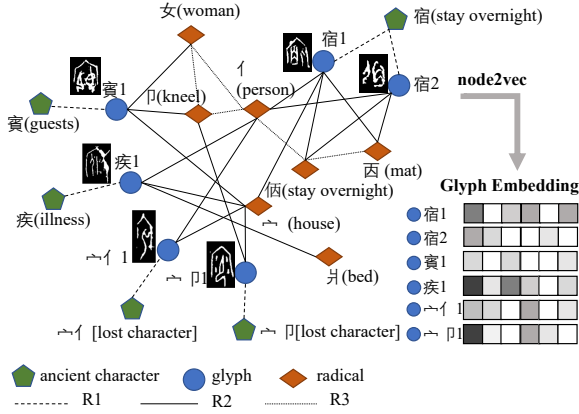 女(woman)
宿(stay overnight)
宿1
亻
(person)
賓1
卩(kneel)
宿2
node2vec
賓(guests)
疾1
㐁 (mat)
Glyph Embedding
佰(stay overnight)
宿1
疾(illness)
宀 (house)
宿2
宀亻 1
賓1
宀 卩1
爿(bed)
疾1
宀亻 1
宀亻 [lost character]
宀 卩[lost character]
宀 卩1
ancient character
glyph
radical
R1
R2
R3